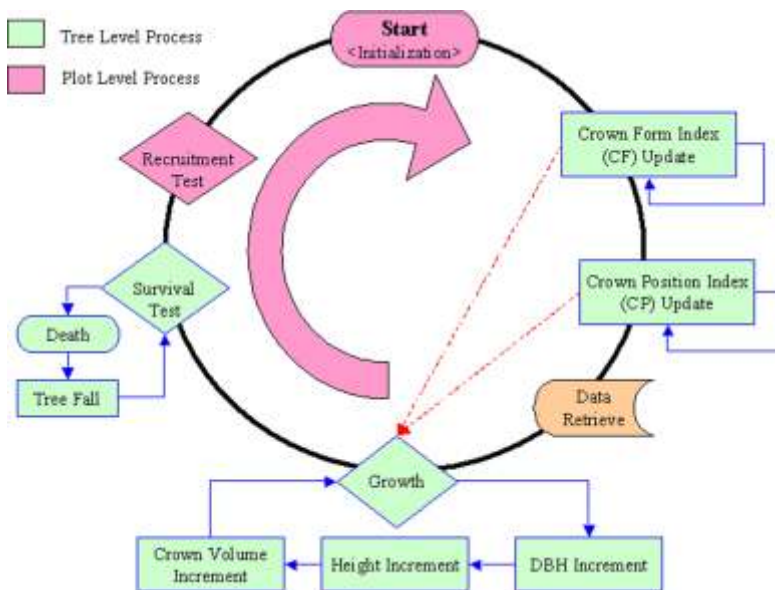 Tree Level Process
Plot Level Process
Start
<Initialization>
Crown Form Index
(CF) Update
Crown Position Index
(CP) Update
Data
Retrieve
Growth
DBH Increment
Height Increment
Crown Volume
Increment
Survival
Test
Death
Tree Fall
Recruitment
Test